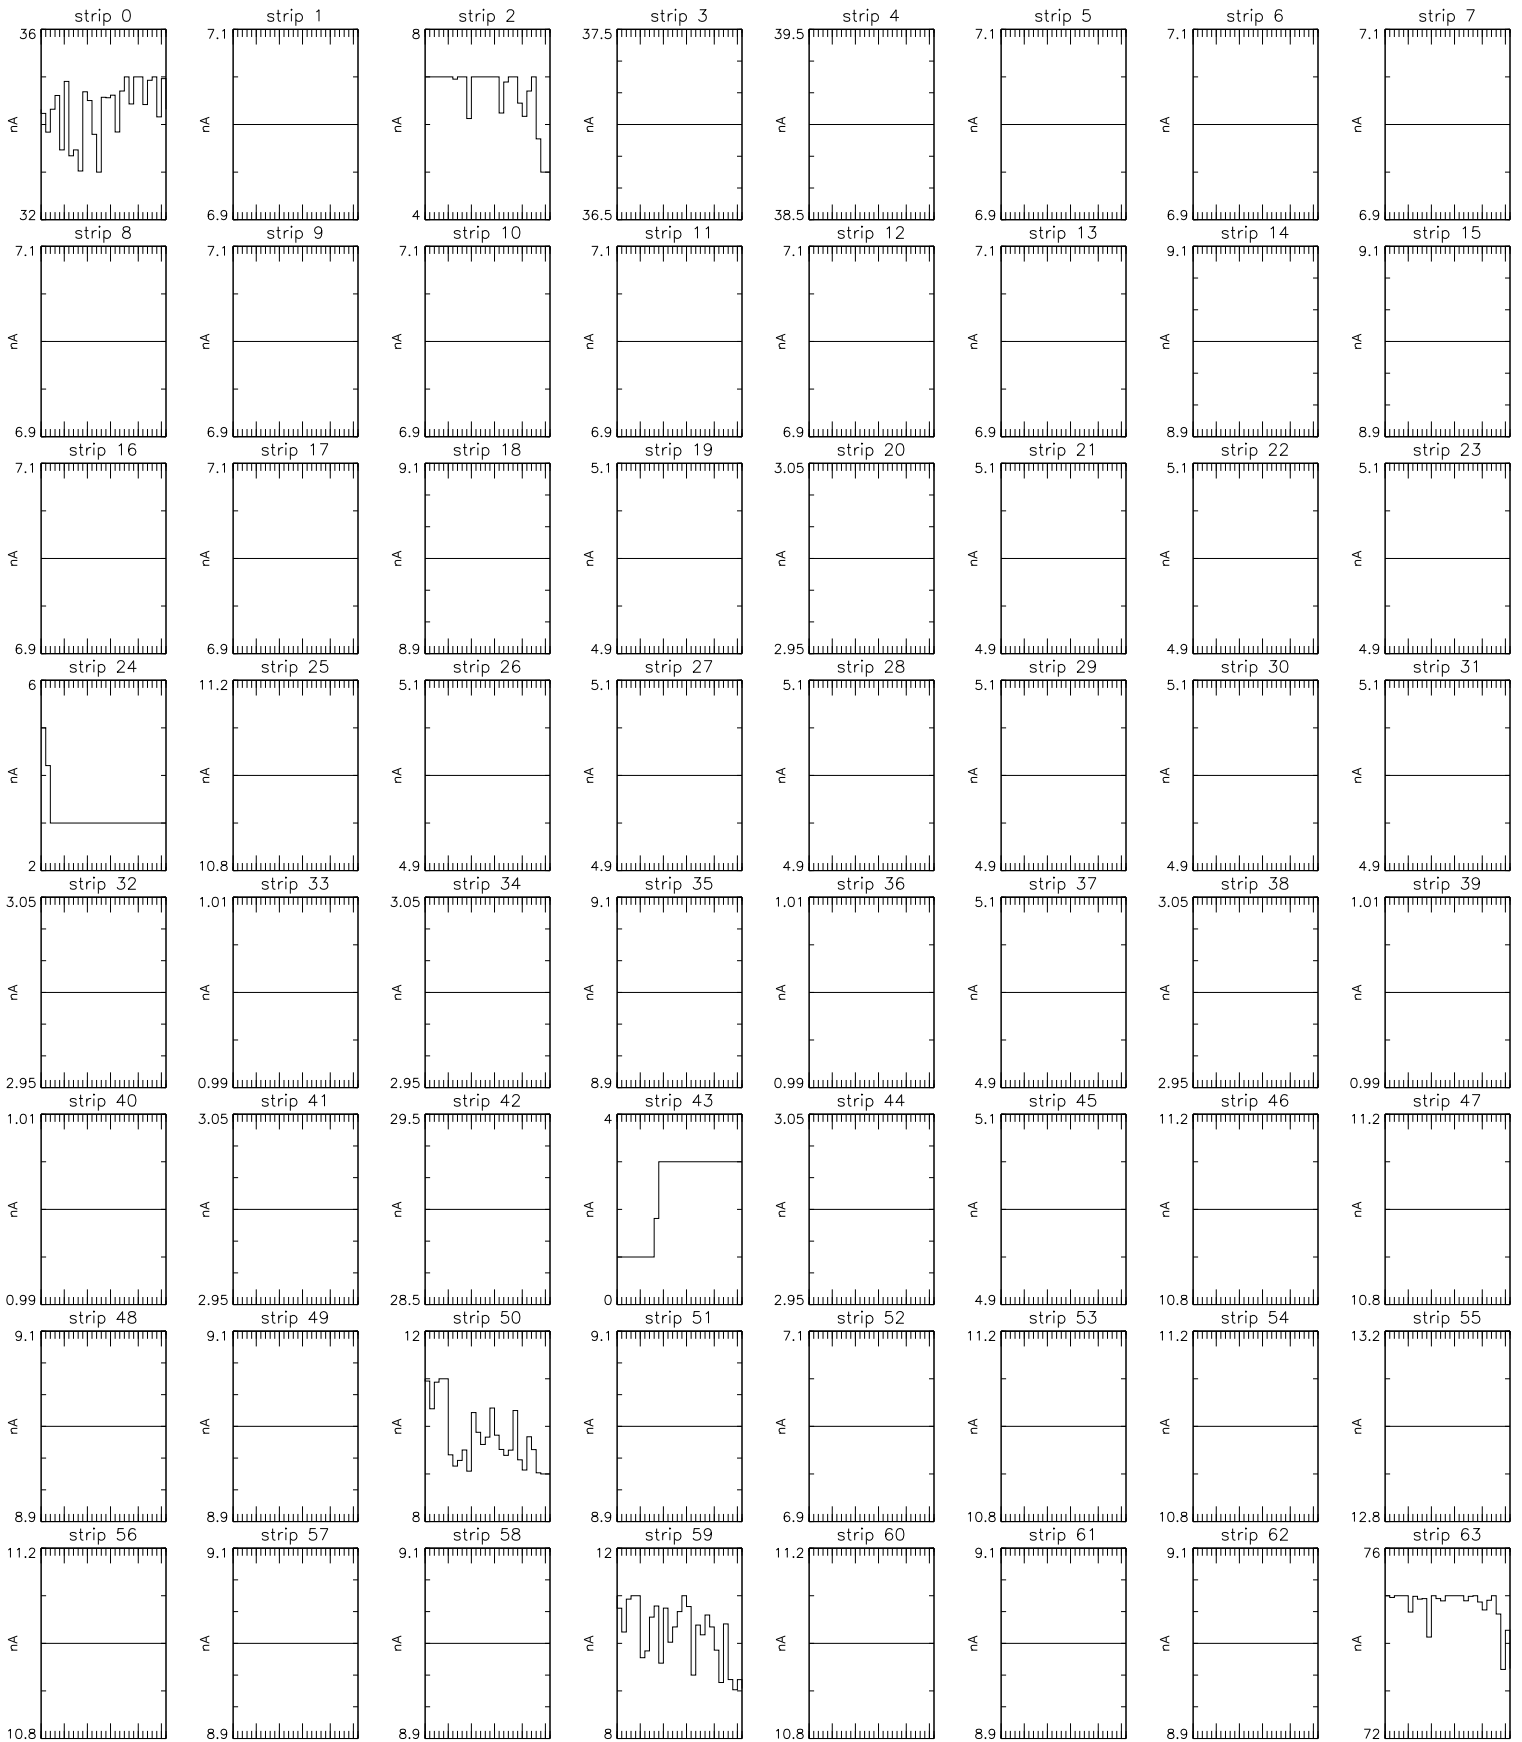 strip 0 strip 1 strip 2 strip 3 strip 4 strip 5 strip 6 strip 7
36 7.1 8 37.5 39.5 7.1 7.1 7.1
nA nA nA nA nA nA nA nA
32 6.9 4 36.5 38.5 6.9 6.9 6.9
strip 8 strip 9 strip 10 strip 11 strip 12 strip 13 strip 14 strip 15
7.1 7.1 7.1 7.1 7.1 7.1 9.1 9.1
nA nA nA nA nA nA nA nA
6.9 6.9 6.9 6.9 6.9 6.9 8.9 8.9
strip 16 strip 17 strip 18 strip 19 strip 20 strip 21 strip 22 strip 23
7.1 7.1 9.1 5.1 3.05 5.1 5.1 5.1
nA nA nA nA nA nA nA nA
6.9 6.9 8.9 4.9 2.95 4.9 4.9 4.9
strip 24 strip 25 strip 26 strip 27 strip 28 strip 29 strip 30 strip 31
6 11.2 5.1 5.1 5.1 5.1 5.1 5.1
nA nA nA nA nA nA nA nA
2 10.8 4.9 4.9 4.9 4.9 4.9 4.9
strip 32 strip 33 strip 34 strip 35 strip 36 strip 37 strip 38 strip 39
3.05 1.01 3.05 9.1 1.01 5.1 3.05 1.01
nA nA nA nA nA nA nA nA
2.95 0.99 2.95 8.9 0.99 4.9 2.95 0.99
strip 40 strip 41 strip 42 strip 43 strip 44 strip 45 strip 46 strip 47
1.01 3.05 29.5 4 3.05 5.1 11.2 11.2
nA nA nA nA nA nA nA nA
0.99 2.95 28.5 0 2.95 4.9 10.8 10.8
strip 48 strip 49 strip 50 strip 51 strip 52 strip 53 strip 54 strip 55
9.1 9.1 12 9.1 7.1 11.2 11.2 13.2
nA nA nA nA nA nA nA nA
8.9 8.9 8 8.9 6.9 10.8 10.8 12.8
strip 56 strip 57 strip 58 strip 59 strip 60 strip 61 strip 62 strip 63
11.2 9.1 9.1 12 11.2 9.1 9.1 76
nA nA nA nA nA nA nA nA
10.8 8.9 8.9 8 10.8 8.9 8.9 72